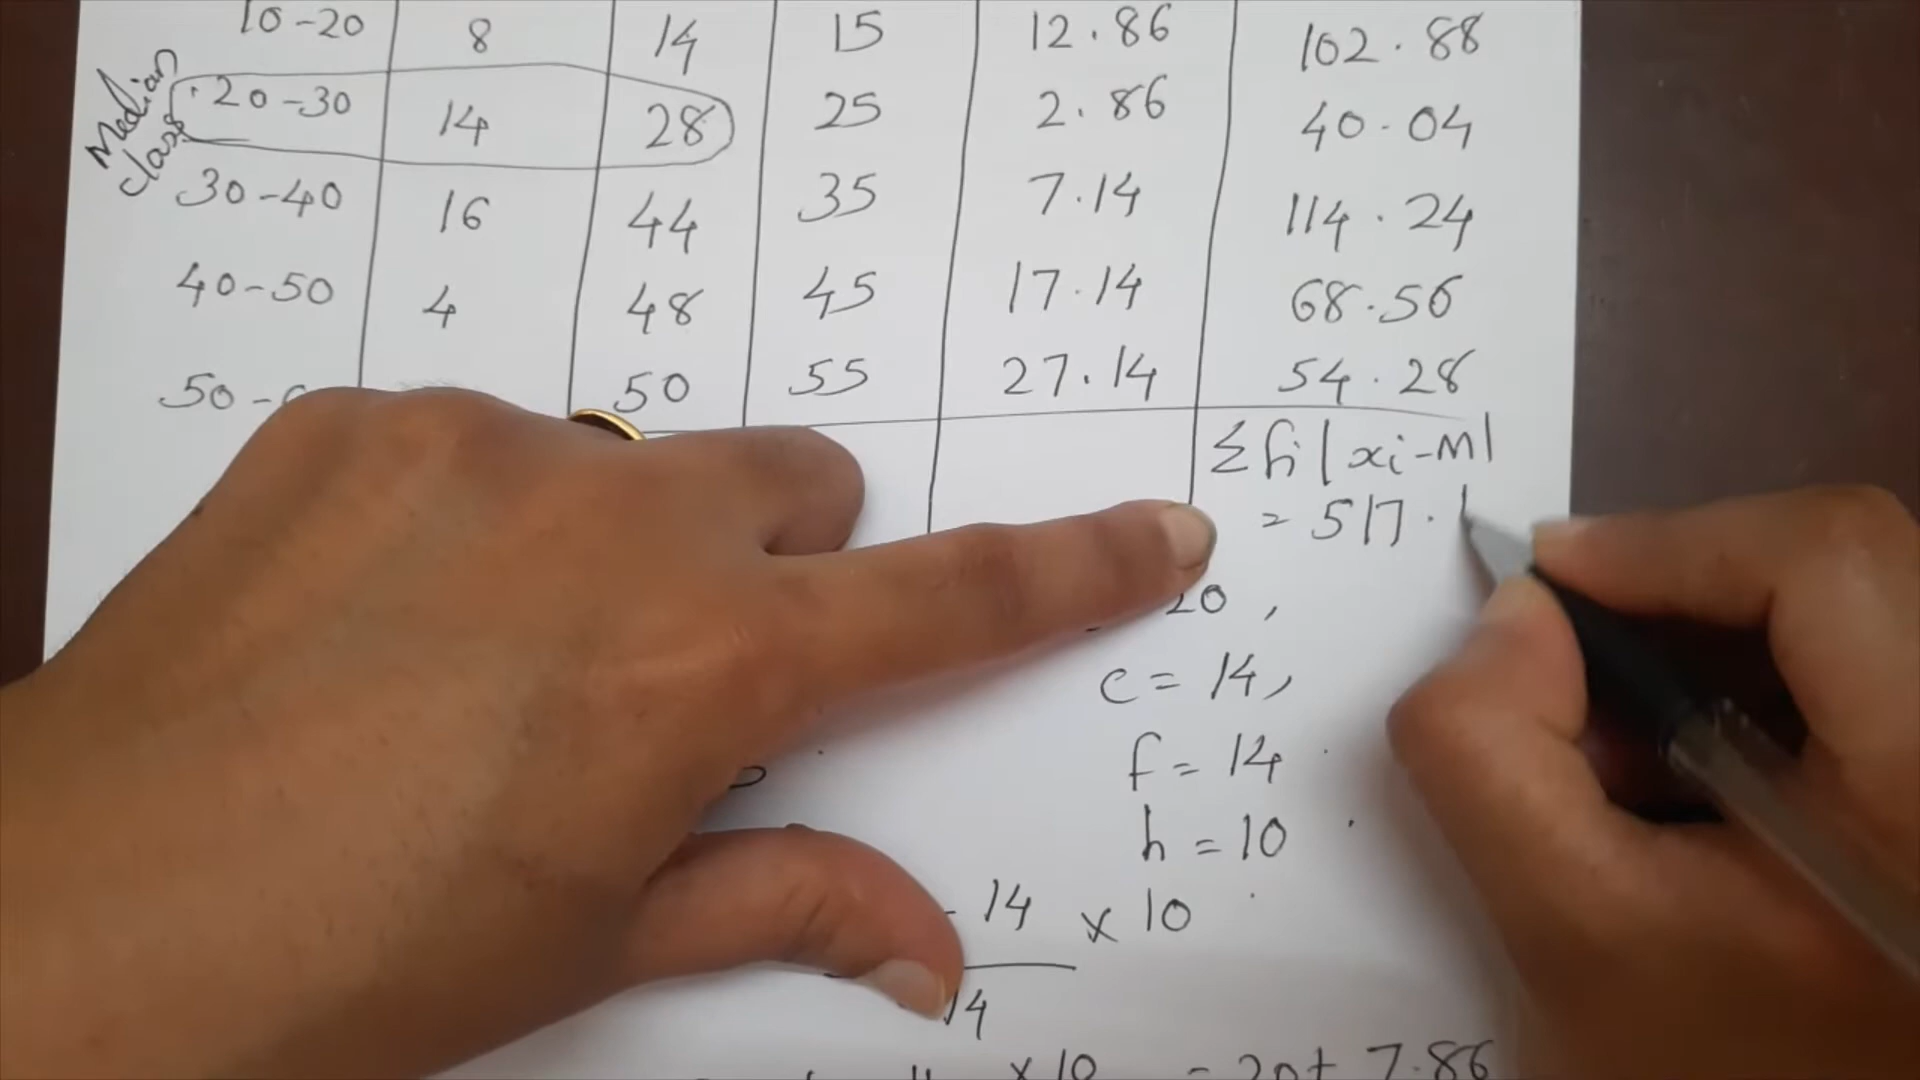 10-20 8 14 15 12.86 102.88
Median
class
20-30 14 28 25 2.86 40.04
30-40 16 44 35 7.14 114.24
40-50 4 48 45 17.14 68.56
50- 50 55 27.14 54.28
Σfi|xi-M|
= 517.1
20,
c=14,
f=14
h=10
- 14 x 10
14
x10 = 20+ 7.86